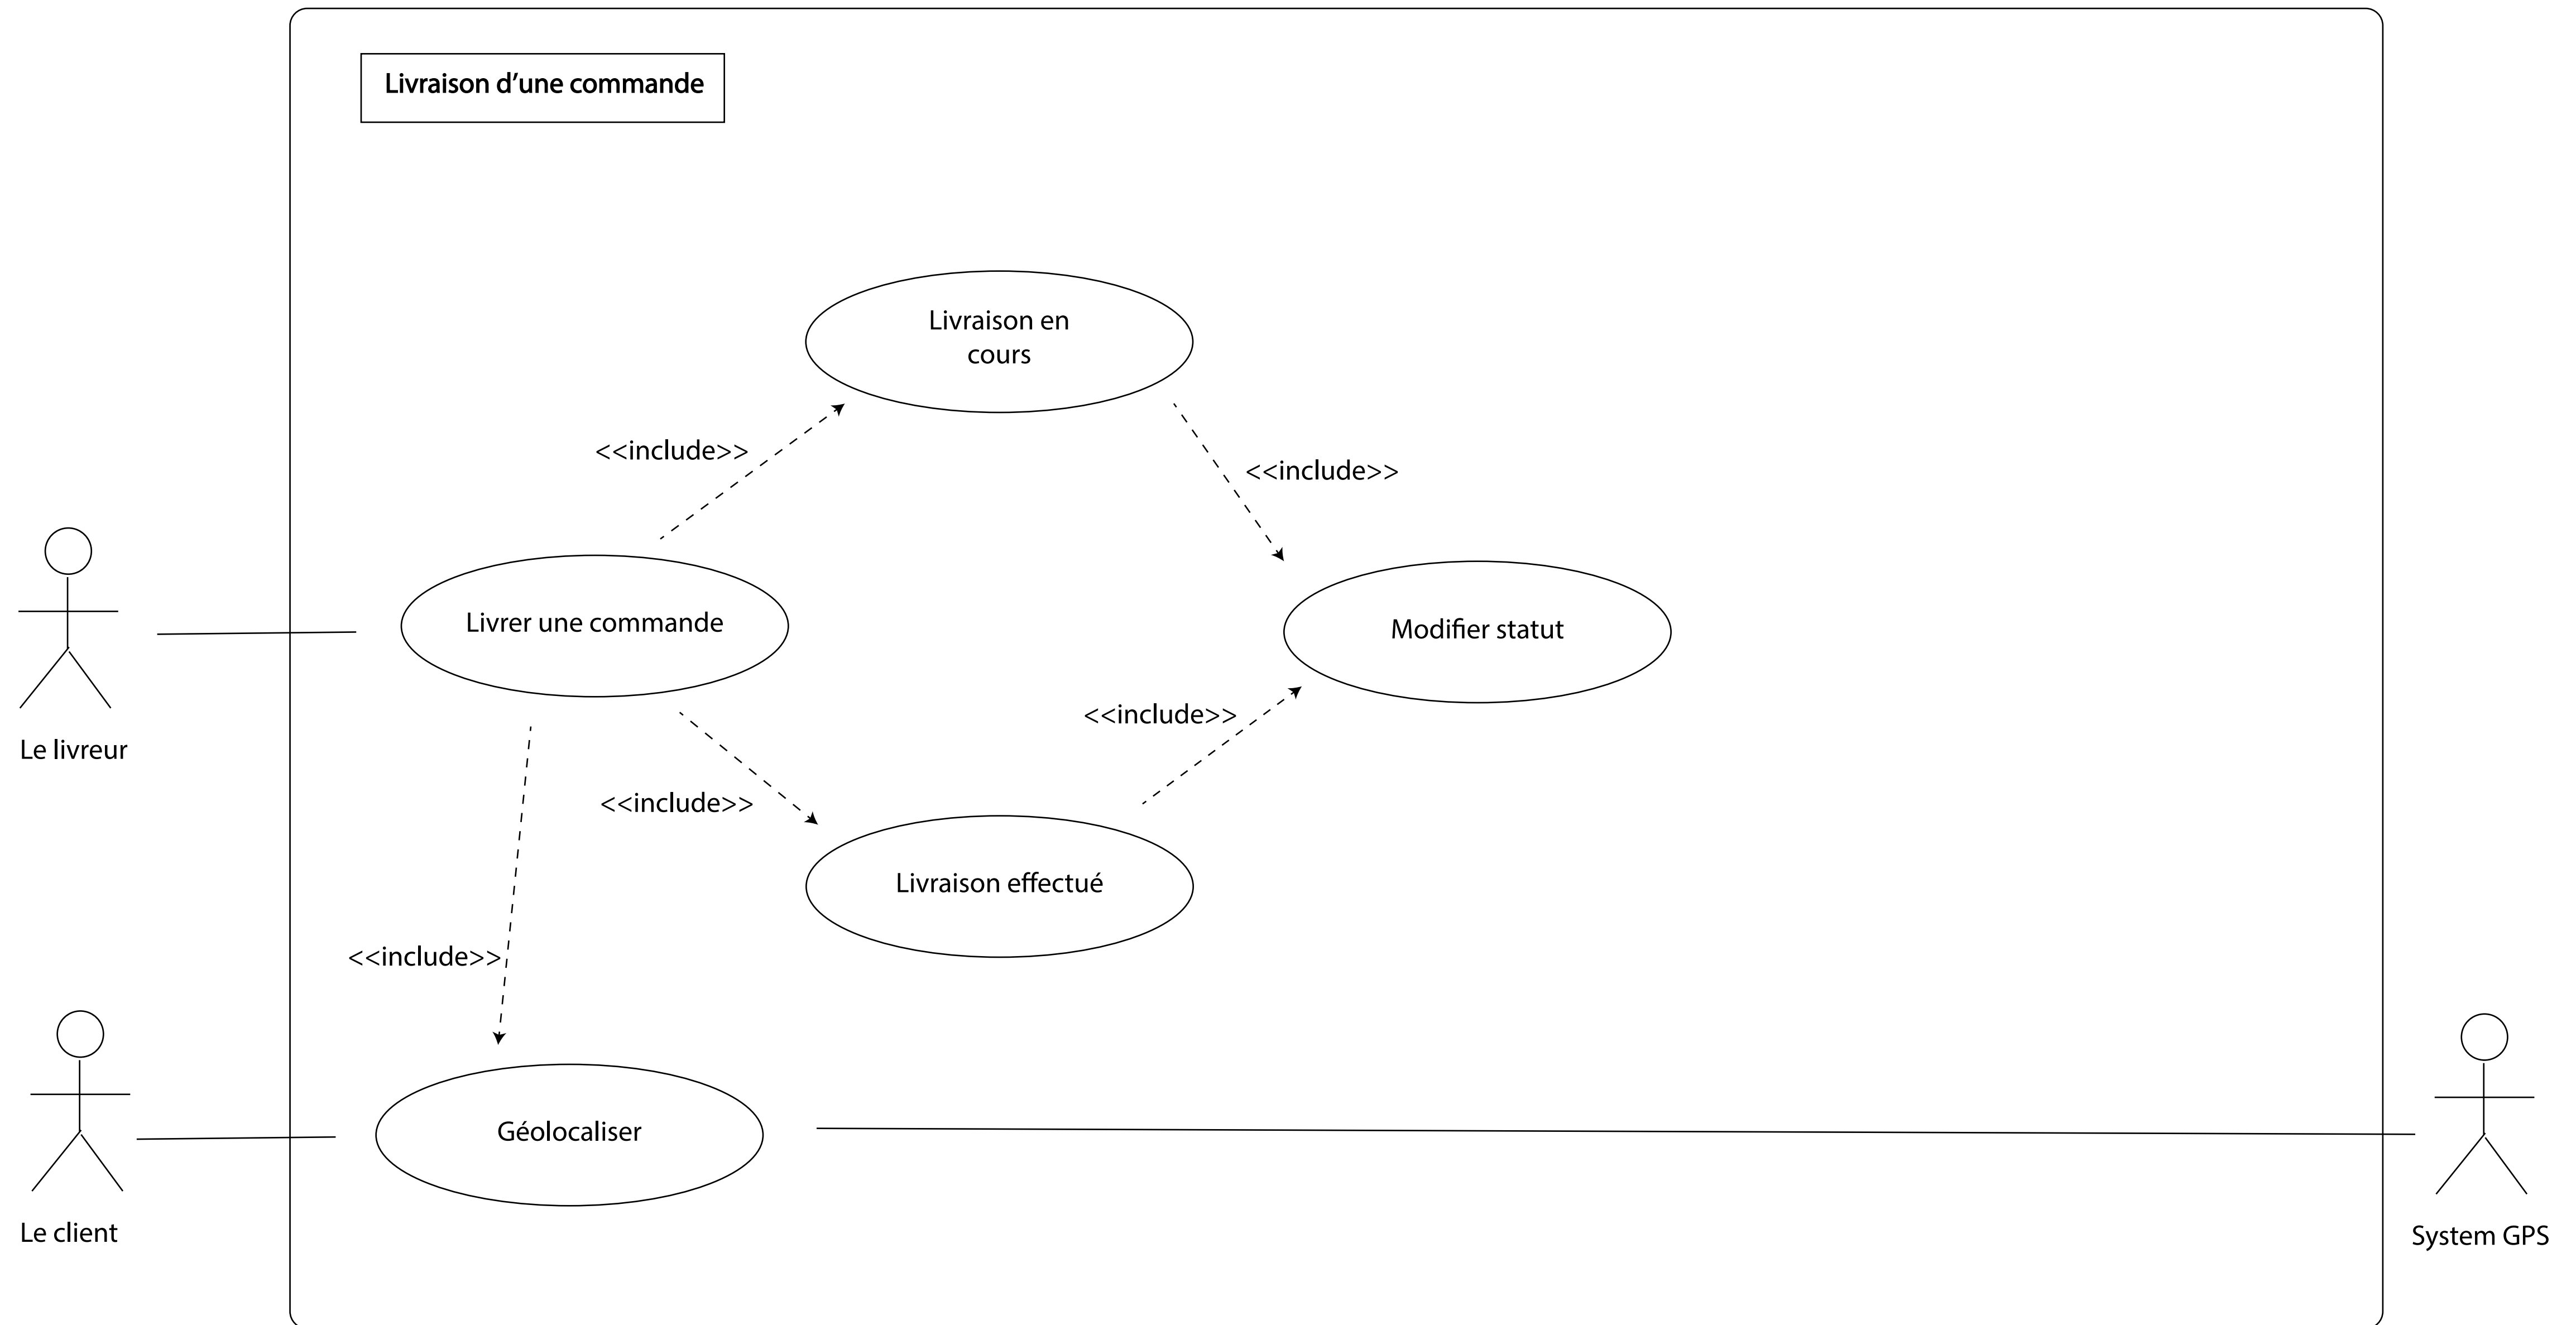 Livraison d’une commande
Livraison en
cours
<<include>>
<<include>>
Livrer une commande
Modifier statut
<<include>>
Le livreur
<<include>>
Livraison effectué
<<include>>
Géolocaliser
Le client
System GPS